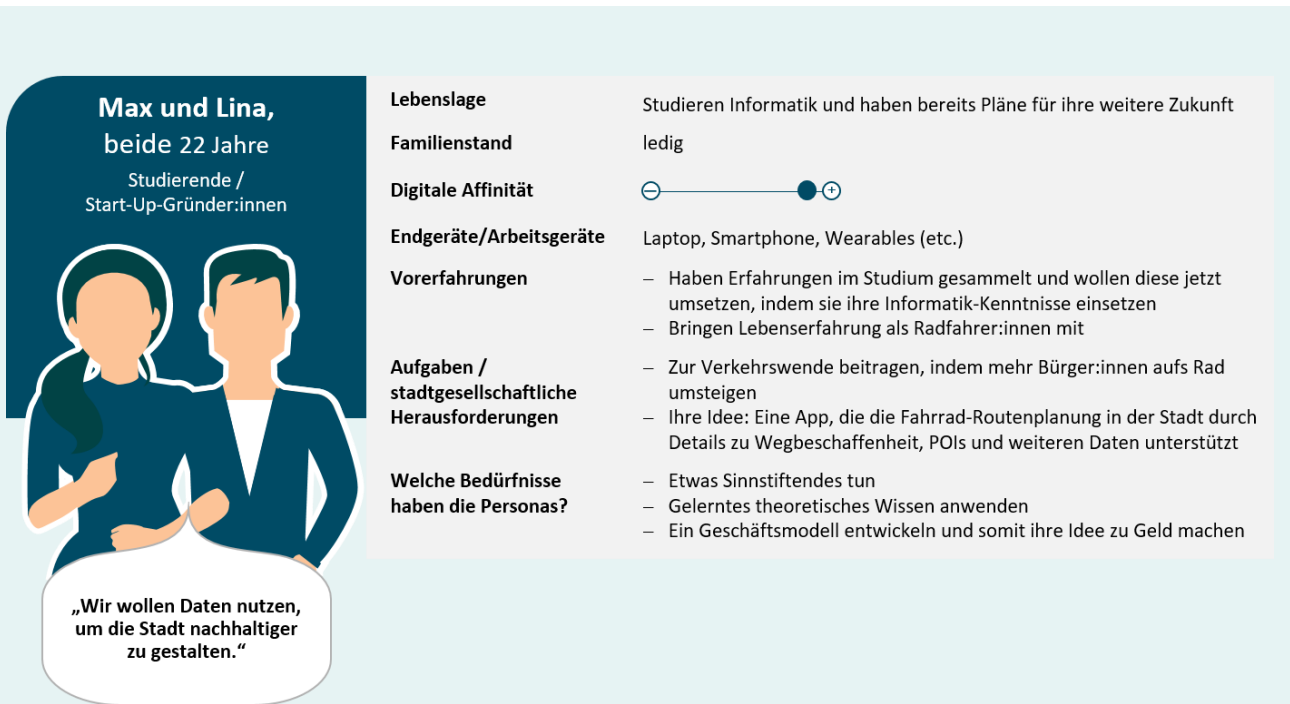 Max und Lina,
beide 22 Jahre
Studierende /
Start-Up-Gründer:innen
„Wir wollen Daten nutzen,
um die Stadt nachhaltiger
zu gestalten.“
Lebenslage
Studieren Informatik und haben bereits Pläne für ihre weitere Zukunft
Familienstand
ledig
Digitale Affinität
− +
Endgeräte/Arbeitsgeräte
Laptop, Smartphone, Wearables (etc.)
Vorerfahrungen
– Haben Erfahrungen im Studium gesammelt und wollen diese jetzt
umsetzen, indem sie ihre Informatik-Kenntnisse einsetzen
– Bringen Lebenserfahrung als Radfahrer:innen mit
Aufgaben /
stadtgesellschaftliche
Herausforderungen
– Zur Verkehrswende beitragen, indem mehr Bürger:innen aufs Rad
umsteigen
– Ihre Idee: Eine App, die die Fahrrad-Routenplanung in der Stadt durch
Details zu Wegbeschaffenheit, POIs und weiteren Daten unterstützt
Welche Bedürfnisse
haben die Personas?
– Etwas Sinnstiftendes tun
– Gelerntes theoretisches Wissen anwenden
– Ein Geschäftsmodell entwickeln und somit ihre Idee zu Geld machen